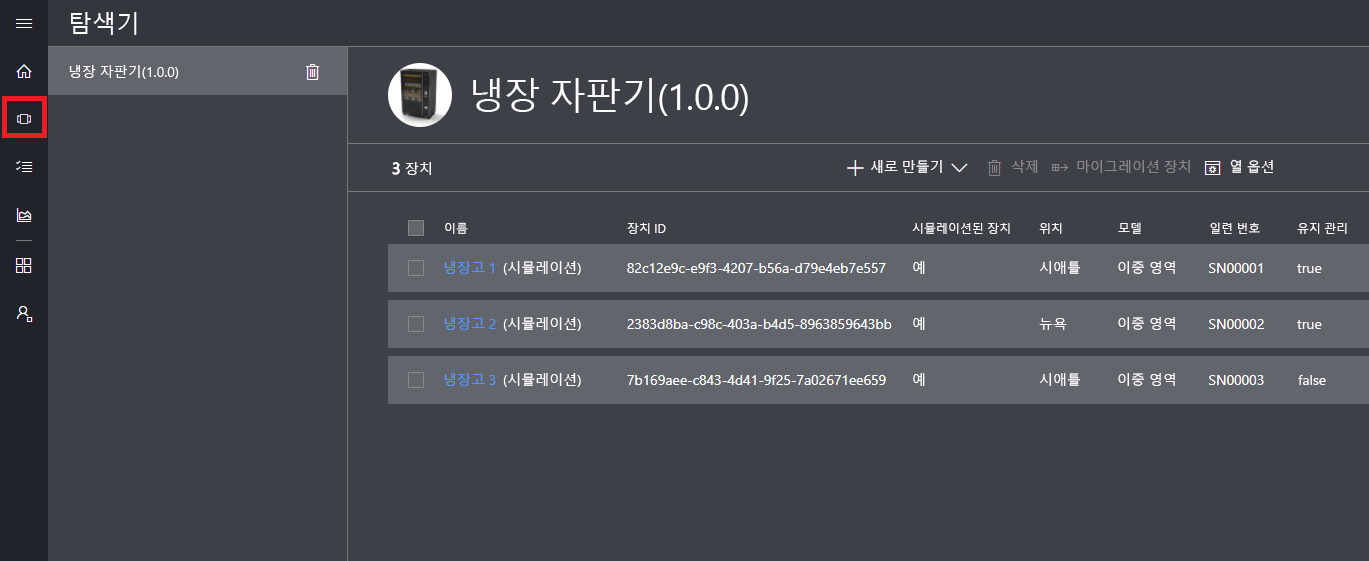 탐색기
냉장 자판기(1.0.0)
냉장 자판기(1.0.0)
3 장치
새로 만들기 삭제 마이그레이션 장치 열 옵션
이름 장치 ID 시뮬레이션된 장치 위치 모델 일련 번호 유지 관리
냉장고 1 (시뮬레이션) 82c12e9c-e9f3-4207-b56a-d79e4eb7e557 예 시애틀 이중 영역 SN00001 true
냉장고 2 (시뮬레이션) 2383d8ba-c98c-403a-b4d5-8963859643bb 예 뉴욕 이중 영역 SN00002 true
냉장고 3 (시뮬레이션) 7b169aee-c843-4d41-9f25-7a02671ee659 예 시애틀 이중 영역 SN00003 false